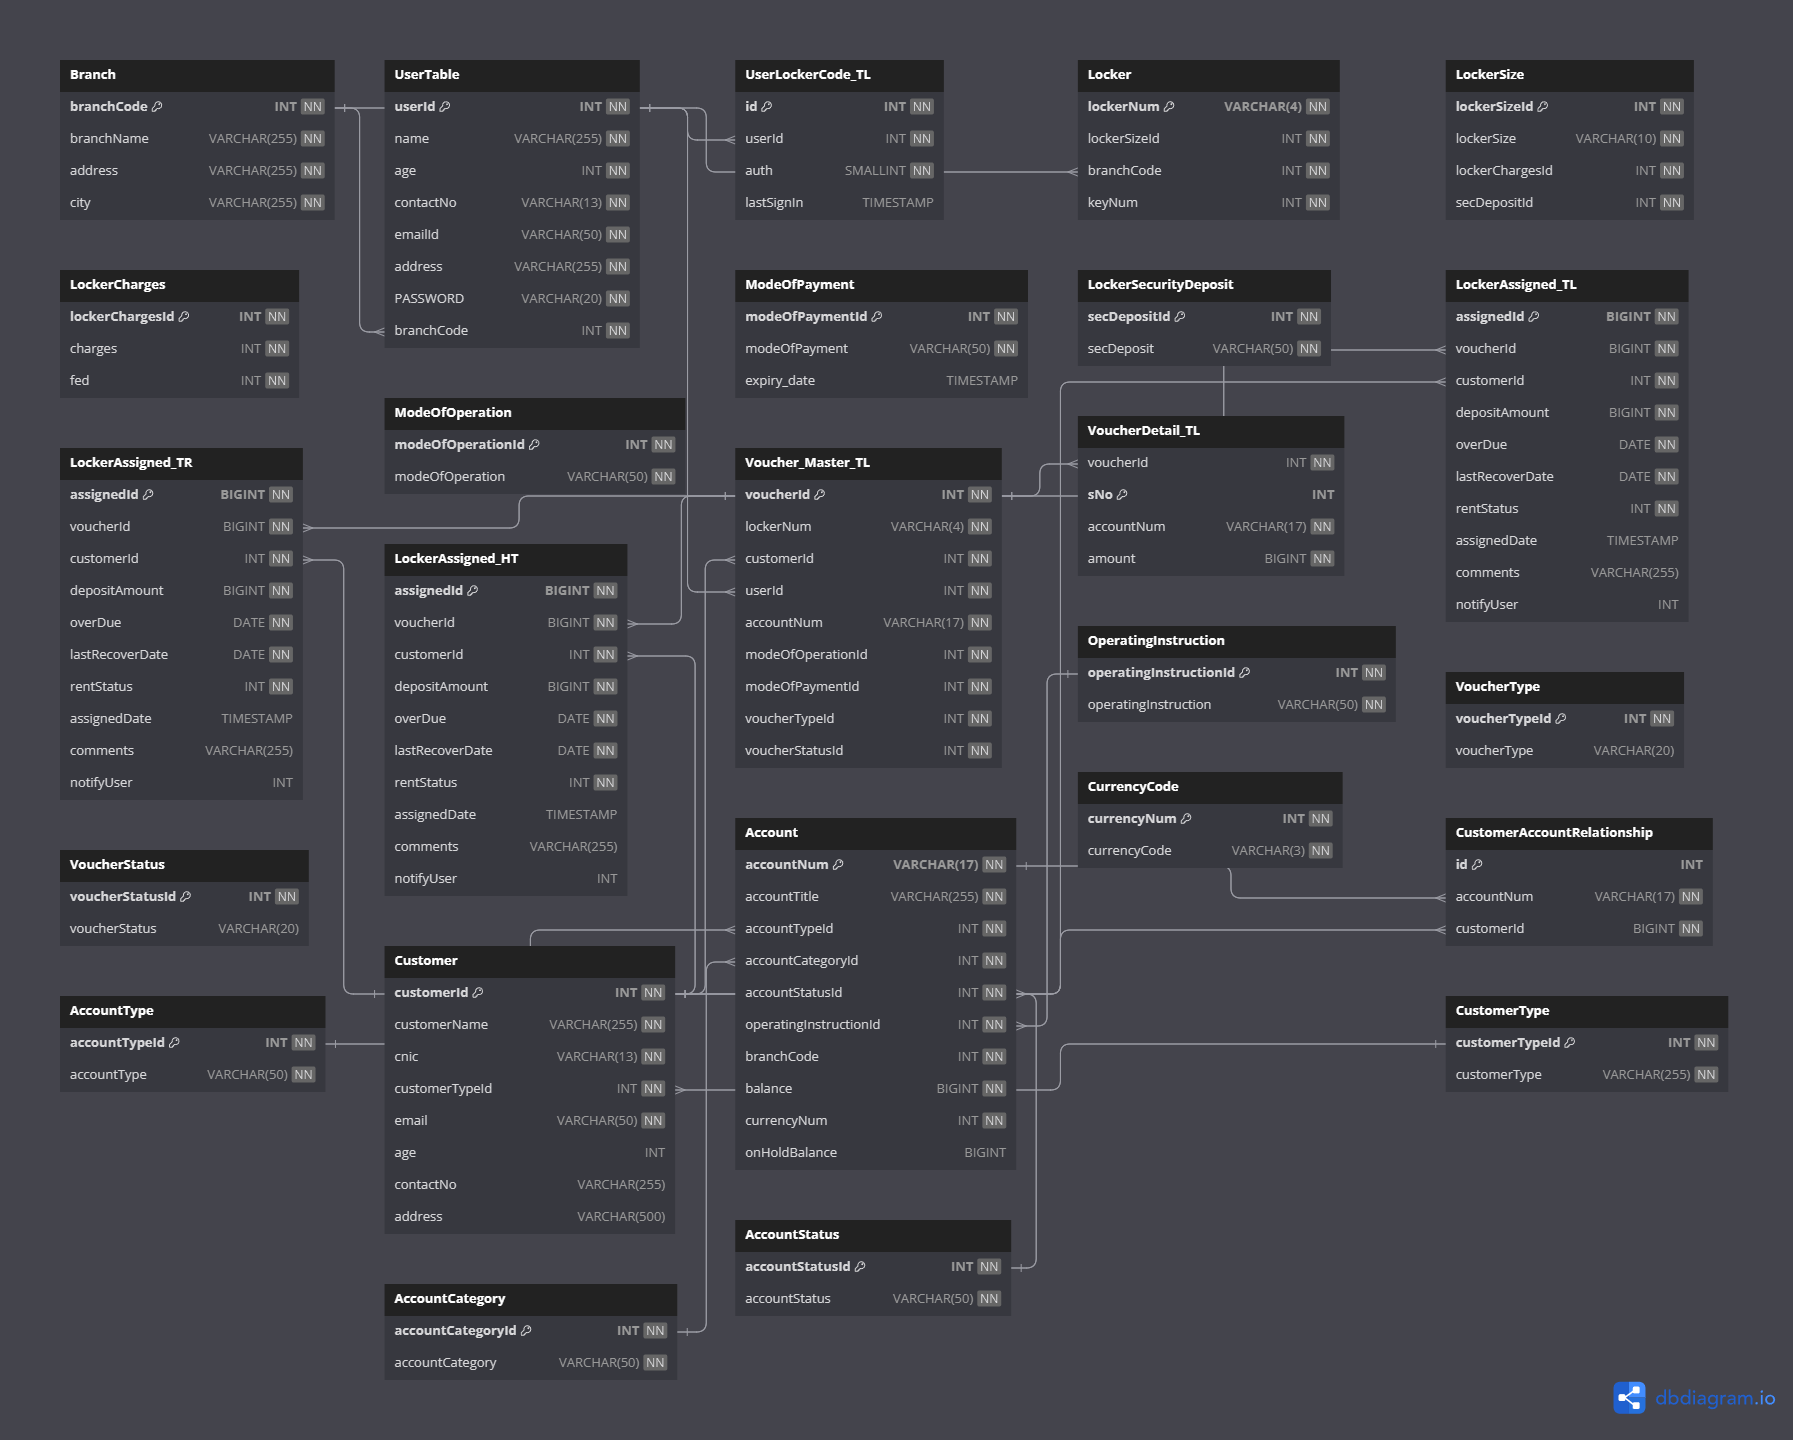 Branch
branchCode INT NN
branchName VARCHAR(255) NN
address VARCHAR(255) NN
city VARCHAR(255) NN
UserTable
userId INT NN
name VARCHAR(255) NN
age INT NN
contactNo VARCHAR(13) NN
emailId VARCHAR(50) NN
address VARCHAR(255) NN
PASSWORD VARCHAR(20) NN
branchCode INT NN
UserLockerCode_TL
id INT NN
userId INT NN
auth SMALLINT NN
lastSignIn TIMESTAMP
Locker
lockerNum VARCHAR(4) NN
lockerSizeId INT NN
branchCode INT NN
keyNum INT NN
LockerSize
lockerSizeId INT NN
lockerSize VARCHAR(10) NN
lockerChargesId INT NN
secDepositId INT NN
LockerCharges
lockerChargesId INT NN
charges INT NN
fed INT NN
ModeOfPayment
modeOfPaymentId INT NN
modeOfPayment VARCHAR(50) NN
expiry_date TIMESTAMP
LockerSecurityDeposit
secDepositId INT NN
secDeposit VARCHAR(50) NN
LockerAssigned_TL
assignedId BIGINT NN
voucherId BIGINT NN
customerId INT NN
depositAmount BIGINT NN
overDue DATE NN
lastRecoverDate DATE NN
rentStatus INT NN
assignedDate TIMESTAMP
comments VARCHAR(255)
notifyUser INT
ModeOfOperation
modeOfOperationId INT NN
modeOfOperation VARCHAR(50) NN
LockerAssigned_TR
assignedId BIGINT NN
voucherId BIGINT NN
customerId INT NN
depositAmount BIGINT NN
overDue DATE NN
lastRecoverDate DATE NN
rentStatus INT NN
assignedDate TIMESTAMP
comments VARCHAR(255)
notifyUser INT
LockerAssigned_HT
assignedId BIGINT NN
voucherId BIGINT NN
customerId INT NN
depositAmount BIGINT NN
overDue DATE NN
lastRecoverDate DATE NN
rentStatus INT NN
assignedDate TIMESTAMP
comments VARCHAR(255)
notifyUser INT
Voucher_Master_TL
voucherId INT NN
lockerNum VARCHAR(4) NN
customerId INT NN
userId INT NN
accountNum VARCHAR(17) NN
modeOfOperationId INT NN
modeOfPaymentId INT NN
voucherTypeId INT NN
voucherStatusId INT NN
VoucherDetail_TL
voucherId INT NN
sNo INT
accountNum VARCHAR(17) NN
amount BIGINT NN
OperatingInstruction
operatingInstructionId INT NN
operatingInstruction VARCHAR(50) NN
VoucherType
voucherTypeId INT NN
voucherType VARCHAR(20)
CurrencyCode
currencyNum INT NN
currencyCode VARCHAR(3) NN
VoucherStatus
voucherStatusId INT NN
voucherStatus VARCHAR(20)
Account
accountNum VARCHAR(17) NN
accountTitle VARCHAR(255) NN
accountTypeId INT NN
accountCategoryId INT NN
accountStatusId INT NN
operatingInstructionId INT NN
branchCode INT NN
balance BIGINT NN
currencyNum INT NN
onHoldBalance BIGINT
CustomerAccountRelationship
id INT
accountNum VARCHAR(17) NN
customerId BIGINT NN
Customer
customerId INT NN
customerName VARCHAR(255) NN
cnic VARCHAR(13) NN
customerTypeId INT NN
email VARCHAR(50) NN
age INT
contactNo VARCHAR(255)
address VARCHAR(500)
AccountType
accountTypeId INT NN
accountType VARCHAR(50) NN
CustomerType
customerTypeId INT NN
customerType VARCHAR(255) NN
AccountStatus
accountStatusId INT NN
accountStatus VARCHAR(50) NN
AccountCategory
accountCategoryId INT NN
accountCategory VARCHAR(50) NN
dbdiagram.io